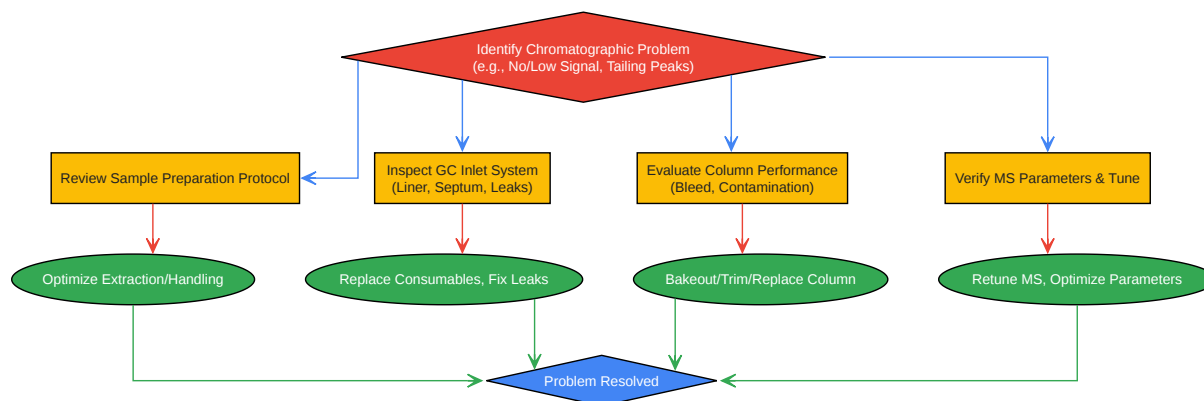 Identify Chromatographic Problem
(e.g., No/Low Signal, Tailing Peaks)
Review Sample Preparation Protocol
Inspect GC Inlet System
(Liner, Septum, Leaks)
Evaluate Column Performance
(Bleed, Contamination)
Verify MS Parameters & Tune
Optimize Extraction/Handling
Replace Consumables, Fix Leaks
Bakeout/Trim/Replace Column
Retune MS, Optimize Parameters
Problem Resolved